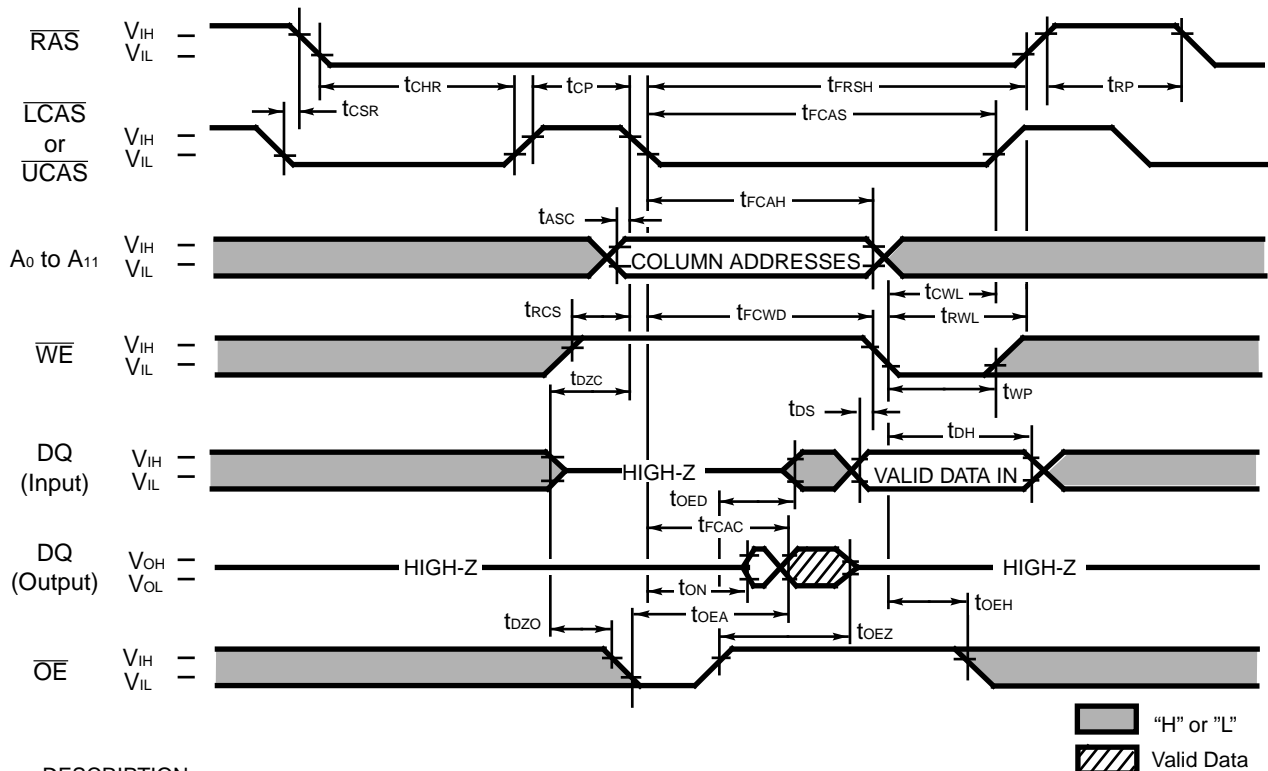 RAS VIH VIL
tCHR tCP tFRSH tRP
tCSR tFCAS
LCAS or UCAS VIH VIL
tFCAH
tASC
A0 to A11 VIH VIL COLUMN ADDRESSES
tCWL
tRCS tFCWD tRWL
WE VIH VIL
tDZC tWP
tDS
tDH
DQ (Input) VIH VIL HIGH-Z VALID DATA IN
tOED
tFCAC
DQ (Output) VOH VOL HIGH-Z HIGH-Z
tON
tOEA tOEH
tDZO tOEZ
OE VIH VIL
“H” or ”L”
Valid Data
DESCRIPTION